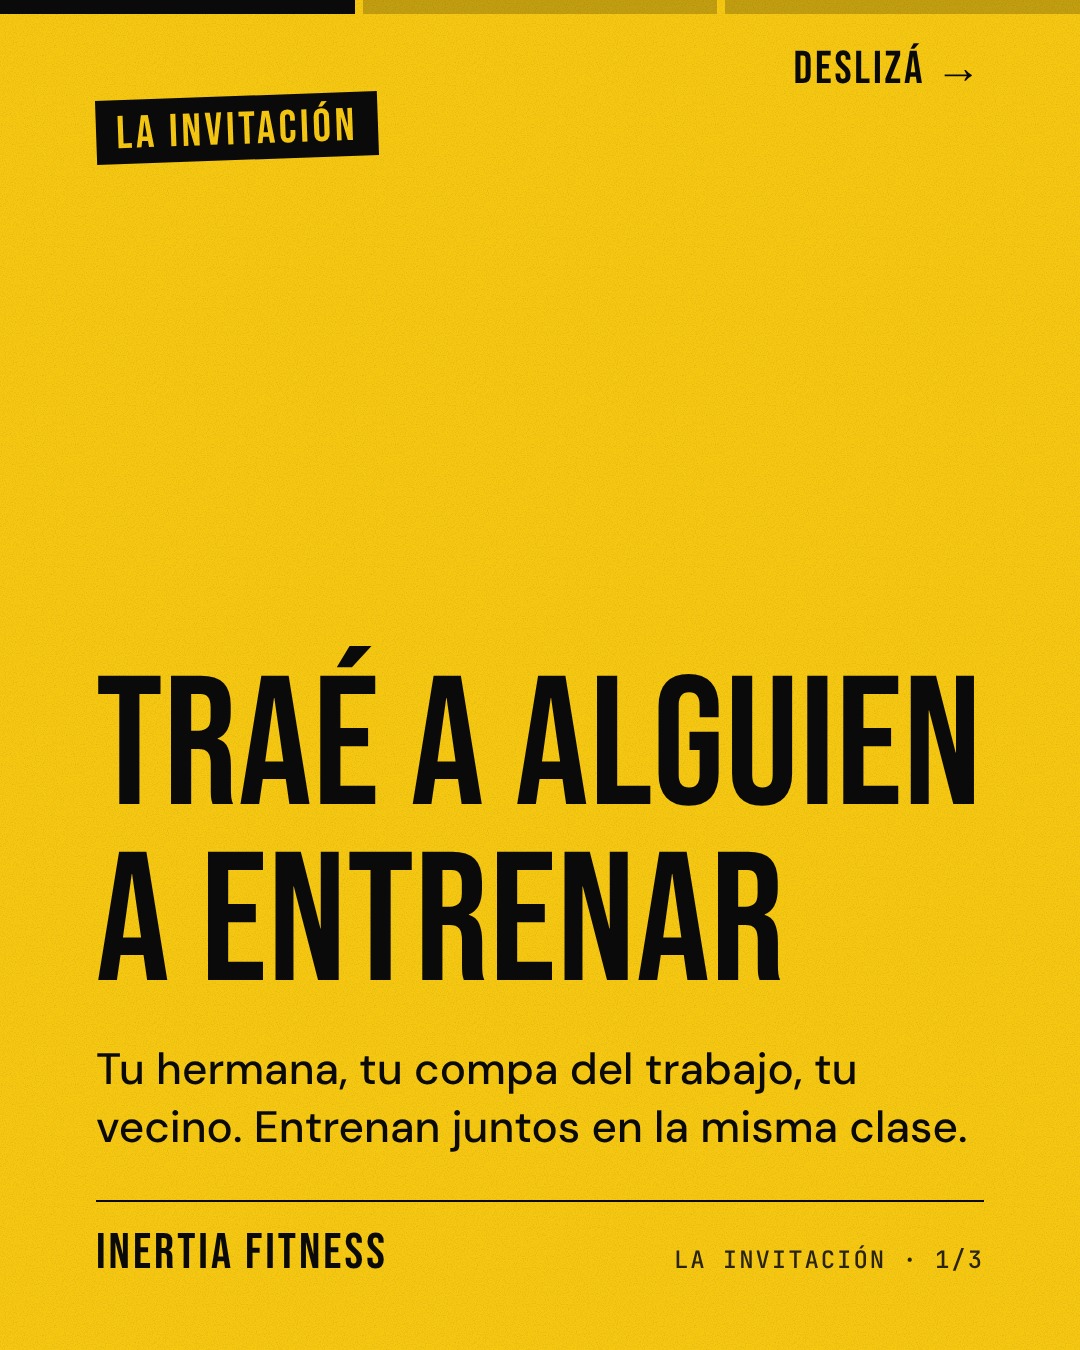 DESLIZÁ →
LA INVITACIÓN
TRAÉ A ALGUIEN
A ENTRENAR
Tu hermana, tu compa del trabajo, tu
vecino. Entrenan juntos en la misma clase.
INERTIA FITNESS
LA INVITACIÓN · 1/3